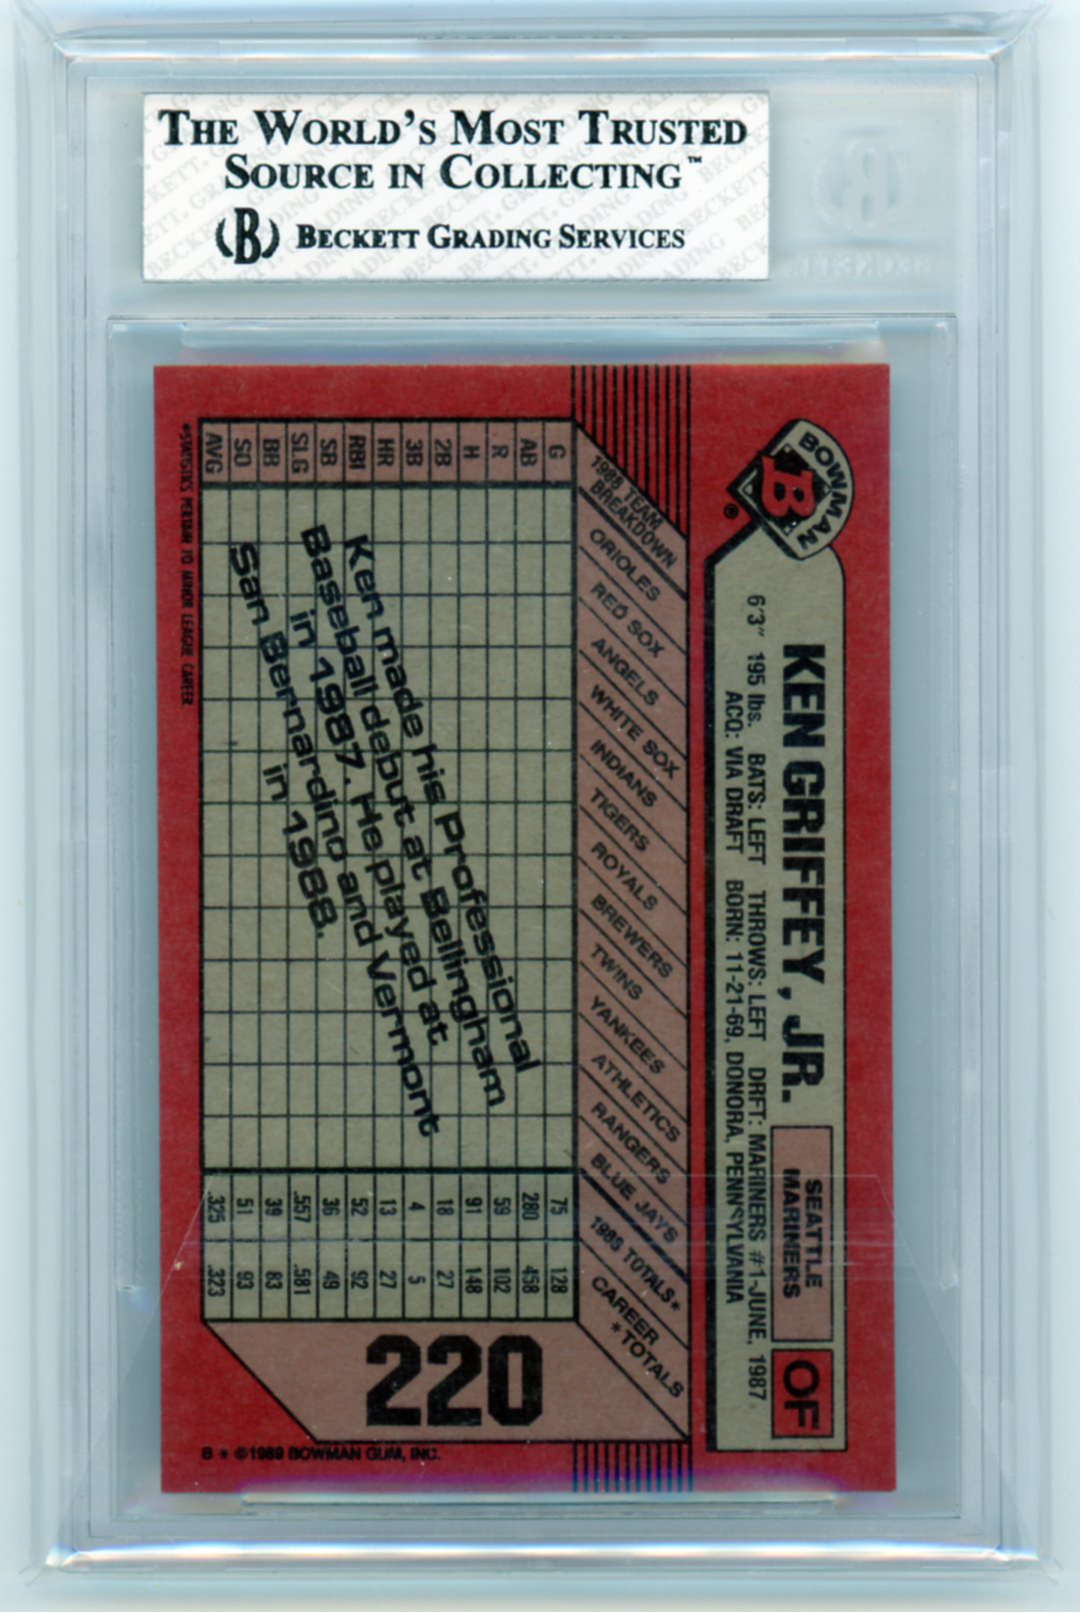 THE WORLD'S MOST TRUSTED
SOURCE IN COLLECTING™
(B) BECKETT GRADING SERVICES
BOWMAN
B
®
KEN GRIFFEY, JR.
SEATTLE
MARINERS
OF
6'3" 195 lbs. BATS: LEFT THROWS: LEFT DRFT: MARINERS #1-JUNE, 1987
ACQ: VIA DRAFT BORN: 11-21-69, DONORA, PENNSYLVANIA
1988 TEAM
BREAKDOWN
ORIOLES
RED SOX
ANGELS
WHITE SOX
INDIANS
TIGERS
ROYALS
BREWERS
TWINS
YANKEES
ATHLETICS
RANGERS
BLUE JAYS
1988 TOTALS*
CAREER
*TOTALS
G 75 128
AB 280 458
R 59 102
H 91 148
2B 18 27
3B 4 5
HR 13 27
RBI 52 92
SB 36 49
SLG .557 .581
BB 39 83
SO 51 93
AVG .325 .323
Ken made his Professional
Baseball debut at Bellingham
in 1987. He played at
San Bernardino and Vermont
in 1988.
*STATISTICS PERTAIN TO MINOR LEAGUE CAREER
220
B * ©1989 BOWMAN GUM, INC.